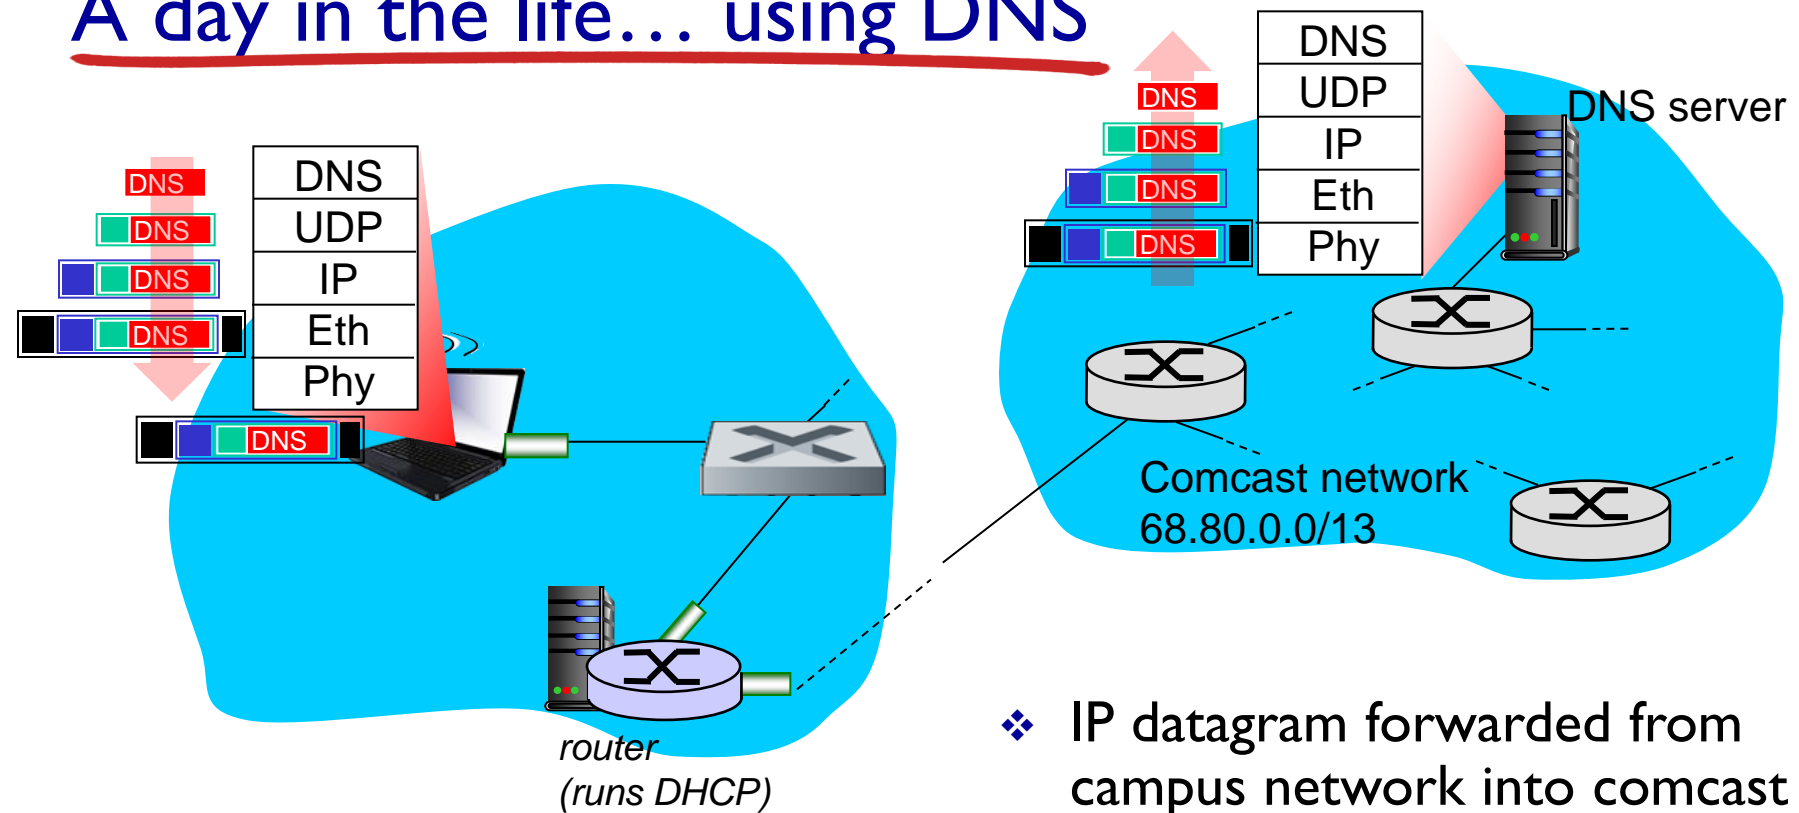 A day in the life… using DNS
DNS
DNS
DNS
DNS
DNS
DNS
UDP
IP
Eth
Phy
DNS
DNS
DNS
DNS
DNS
UDP
IP
Eth
Phy
DNS server
Comcast network
68.80.0.0/13
router
(runs DHCP)
❖ IP datagram forwarded from
campus network into comcast